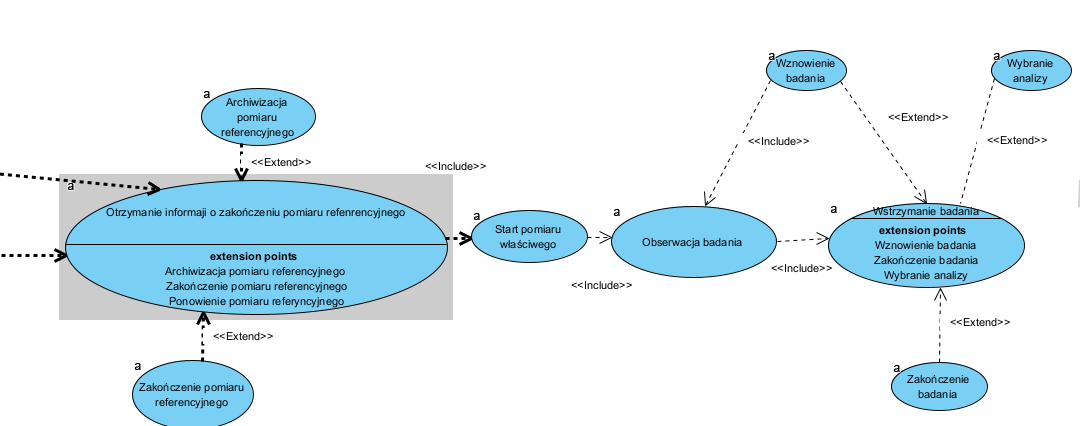 a
Archiwizacja
pomiaru
referencyjnego
<<Extend>>
<<Include>>
a
Otrzymanie informaji o zakończeniu pomiaru refenrencyjnego
extension points
Archiwizacja pomiaru referencyjnego
Zakończenie pomiaru referencyjnego
Ponowienie pomiaru referyncyjnego
<<Extend>>
a
Zakończenie pomiaru
referencyjnego
a
Start pomiaru
właściwego
<<Include>>
a
Obserwacja badania
<<Include>>
a
Wznowienie
badania
<<Include>>
<<Extend>>
a
Wybranie
analizy
<<Extend>>
a
Wstrzymanie badania
extension points
Wznowienie badania
Zakończenie badania
Wybranie analizy
<<Extend>>
a
Zakończenie
badania